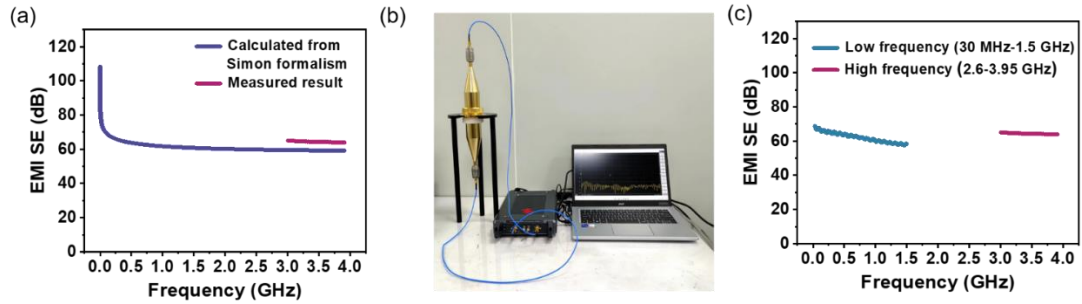 (a)
EMI SE (dB)
120
100
80
60
40
20
0
Calculated from
Simon formalism
Measured result
0.0 0.5 1.0 1.5 2.0 2.5 3.0 3.5 4.0
Frequency (GHz)
(b)
(c)
EMI SE (dB)
120
100
80
60
40
20
0
Low frequency (30 MHz-1.5 GHz)
High frequency (2.6-3.95 GHz)
0.0 0.5 1.0 1.5 2.0 2.5 3.0 3.5 4.0
Frequency (GHz)